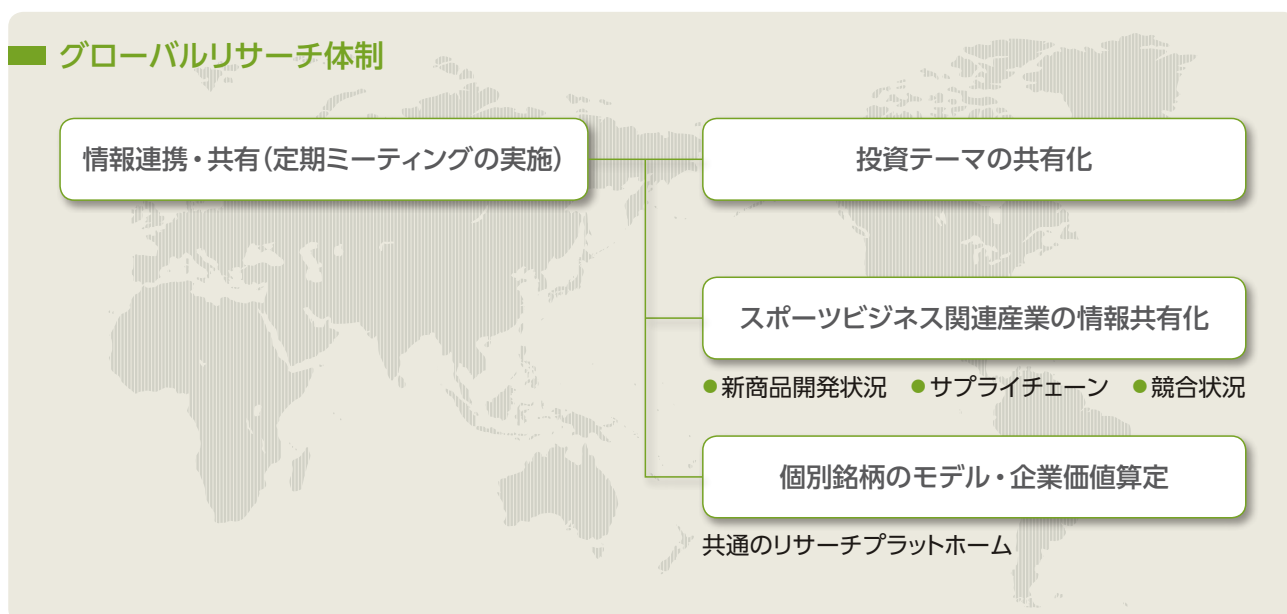 グローバルリサーチ体制
情報連携・共有(定期ミーティングの実施)
投資テーマの共有化
スポーツビジネス関連産業の情報共有化
●新商品開発状況 ●サプライチェーン ●競合状況
個別銘柄のモデル・企業価値算定
共通のリサーチプラットホーム